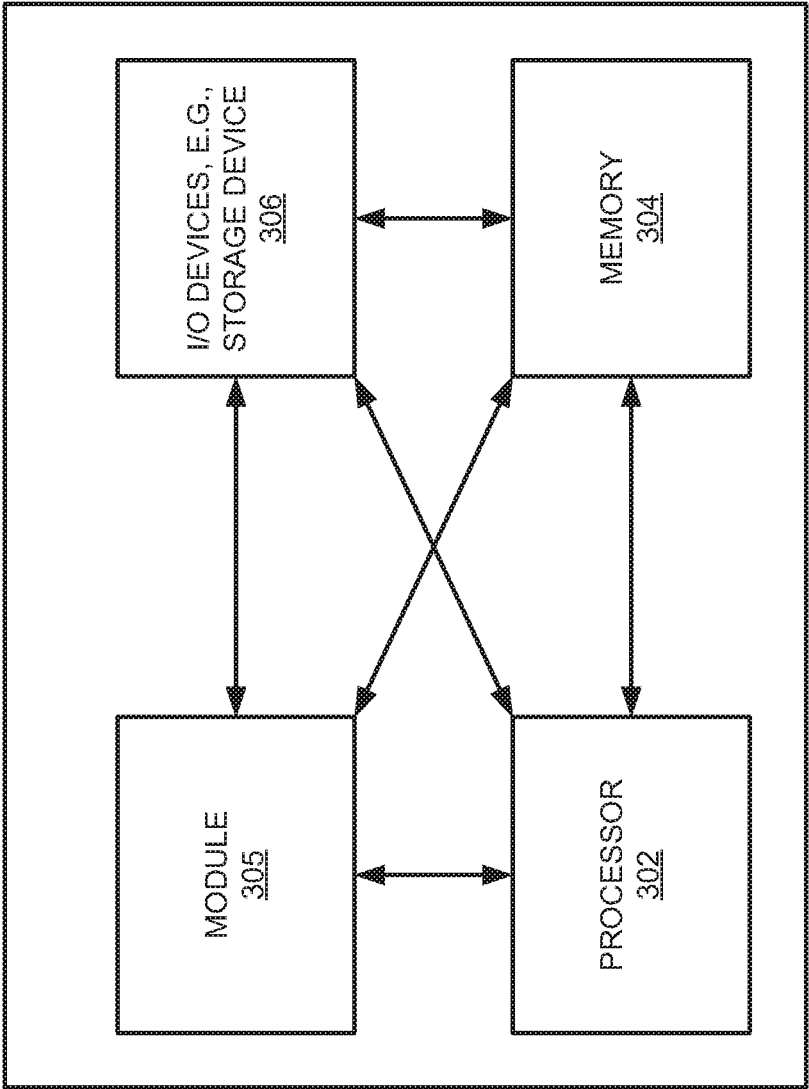 MODULE
305
I/O DEVICES, E.G.,
STORAGE DEVICE
306
PROCESSOR
302
MEMORY
304